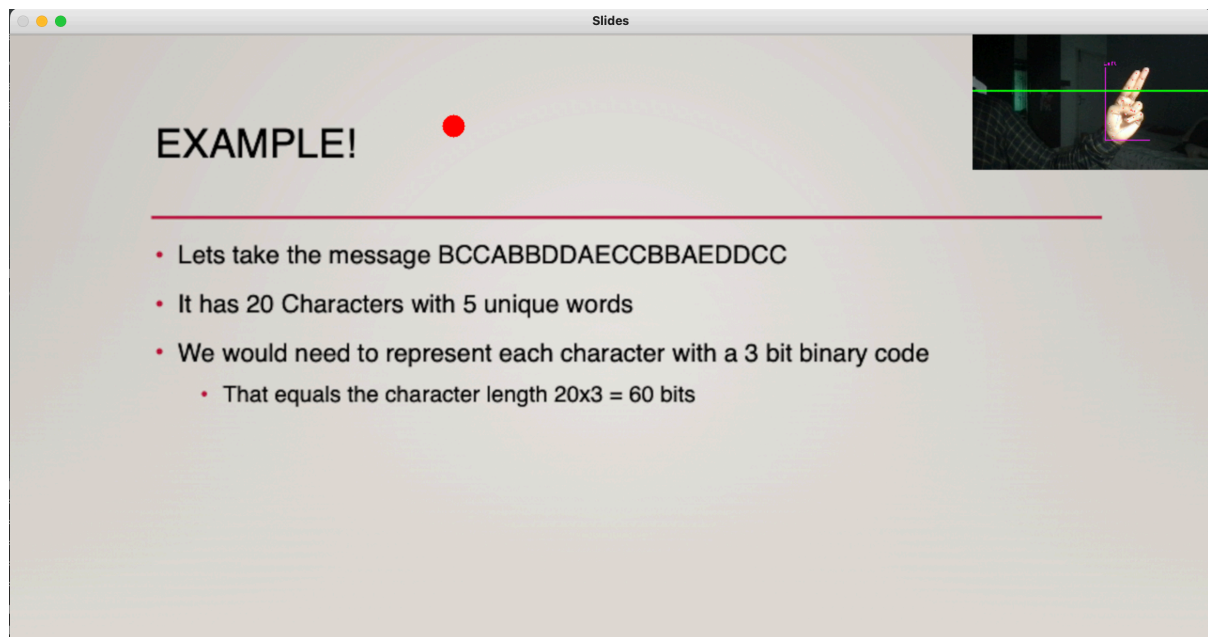 Slides
EXAMPLE!
• Lets take the message BCCABBDDAECCBBAEDDCC
• It has 20 Characters with 5 unique words
• We would need to represent each character with a 3 bit binary code
• That equals the character length 20x3 = 60 bits